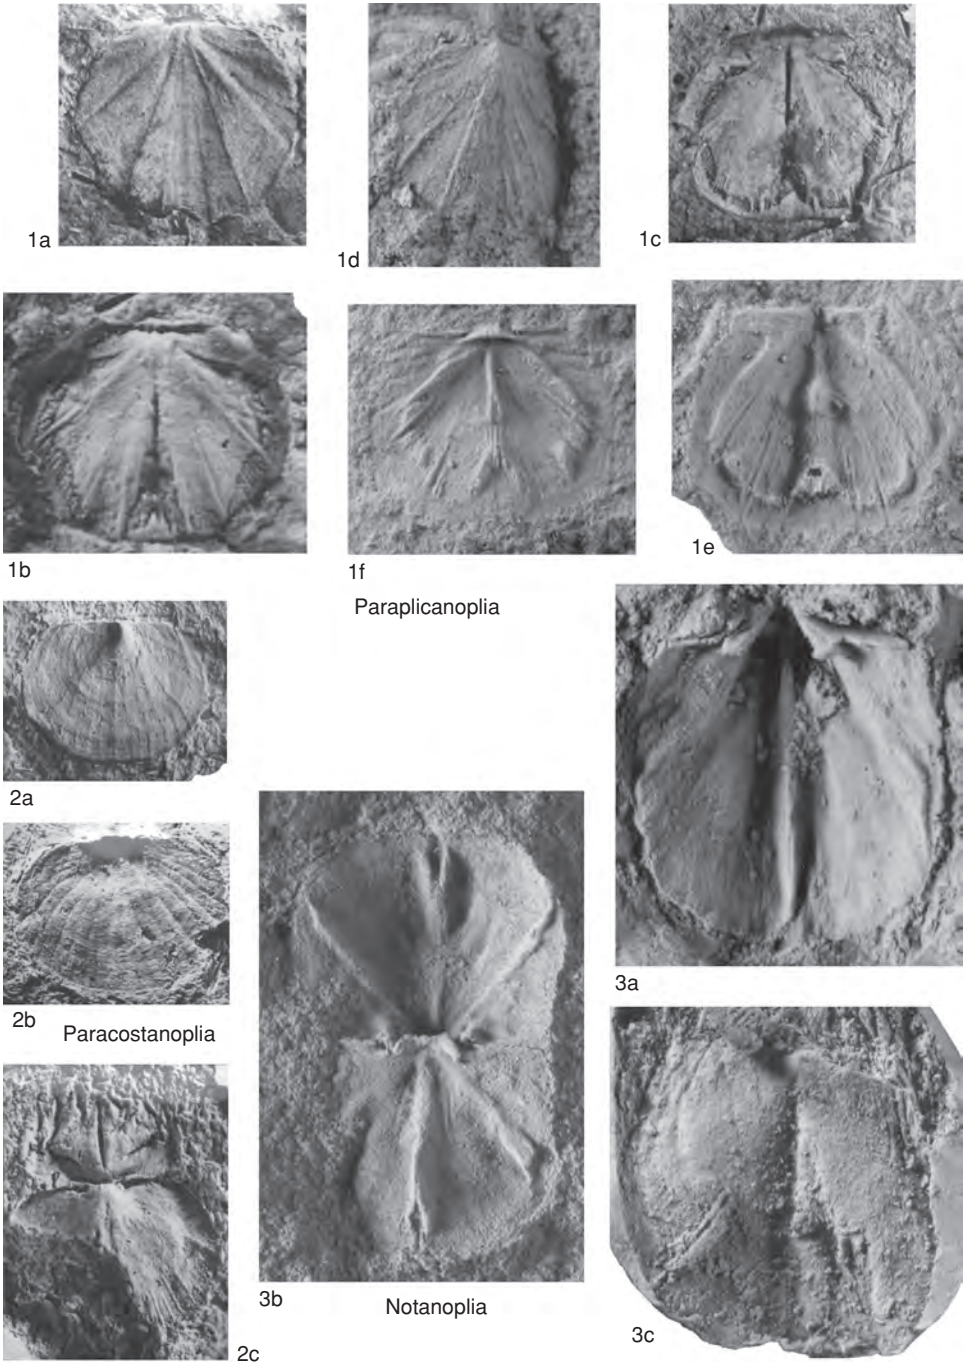 1a
1d
1c
1b
1f
1e
Paraplicanoplia
2a
3a
2b
Paracostanoplia
3b
Notanoplia
3c
2c